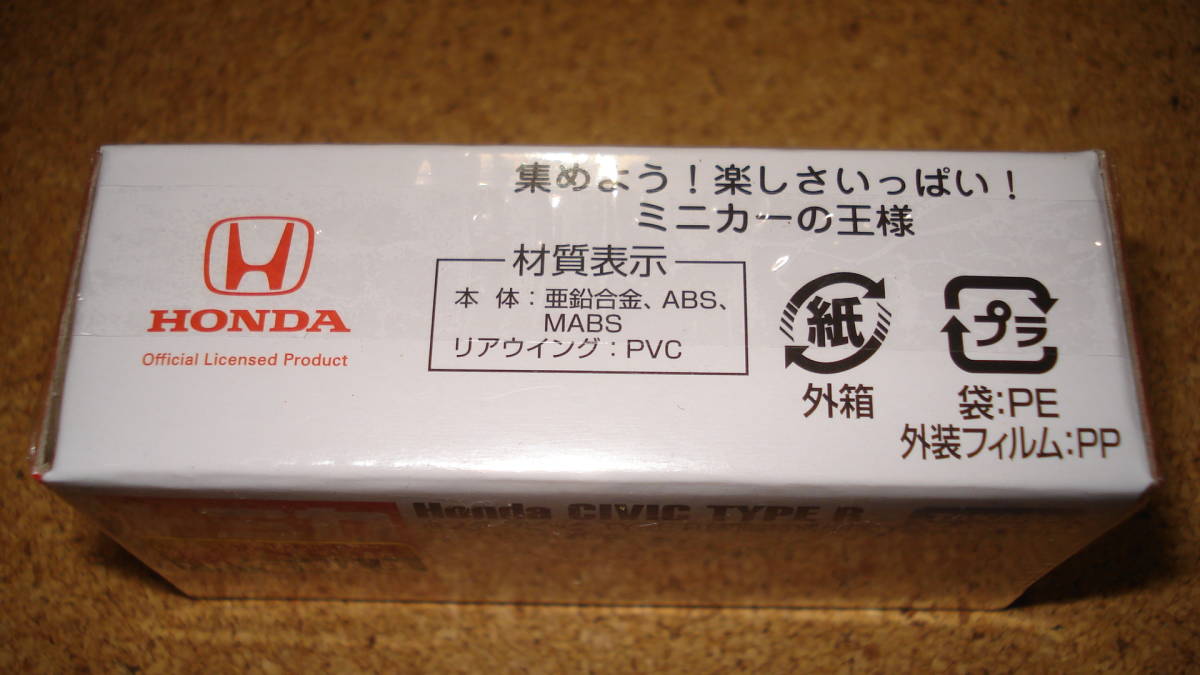 集めよう!楽しさいっぱい!
ミニカーの王様
HONDA
Official Licensed Product
材質表示
本 体:亜鉛合金、ABS、
MABS
リアウイング:PVC
紙
外箱
プラ
袋:PE
外装フィルム:PP
Honda CIVIC TYPE R